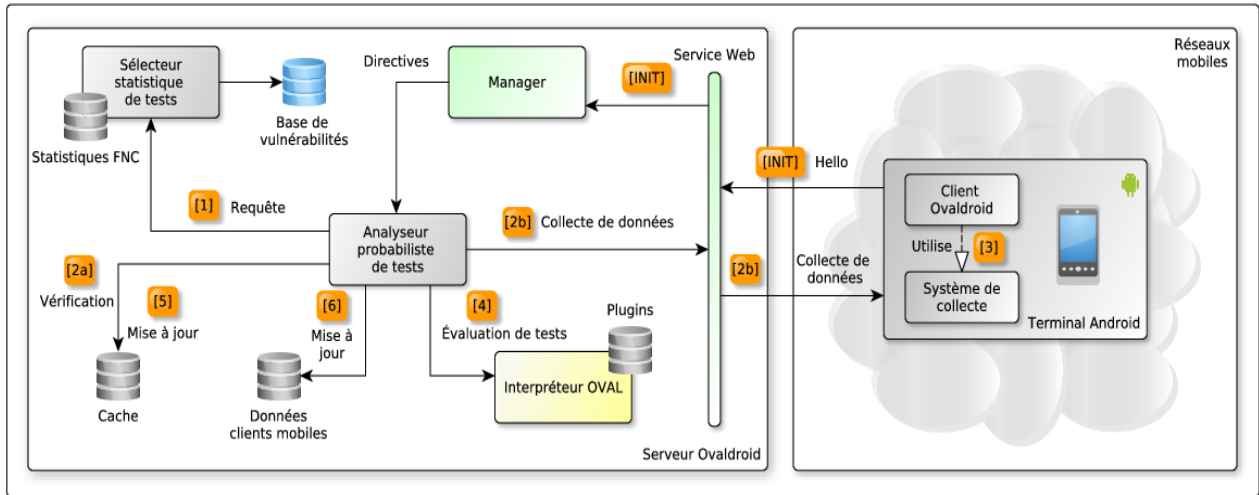 Sélecteur
statistique
de tests
Statistiques FNC
Base de
vulnérabilités
Directives
Manager
[INIT]
Service Web
Réseaux
mobiles
[INIT]
Hello
Client
Ovaldroid
Utilise
[3]
Système de
collecte
Terminal Android
[1]
Requête
Analyseur
probabiliste
de tests
[2b]
Collecte de données
[2b]
Collecte de
données
[2a]
Vérification
[5]
Mise à jour
[6]
Mise à
jour
[4]
Évaluation de tests
Plugins
Interpréteur OVAL
Cache
Données
clients mobiles
Serveur Ovaldroid